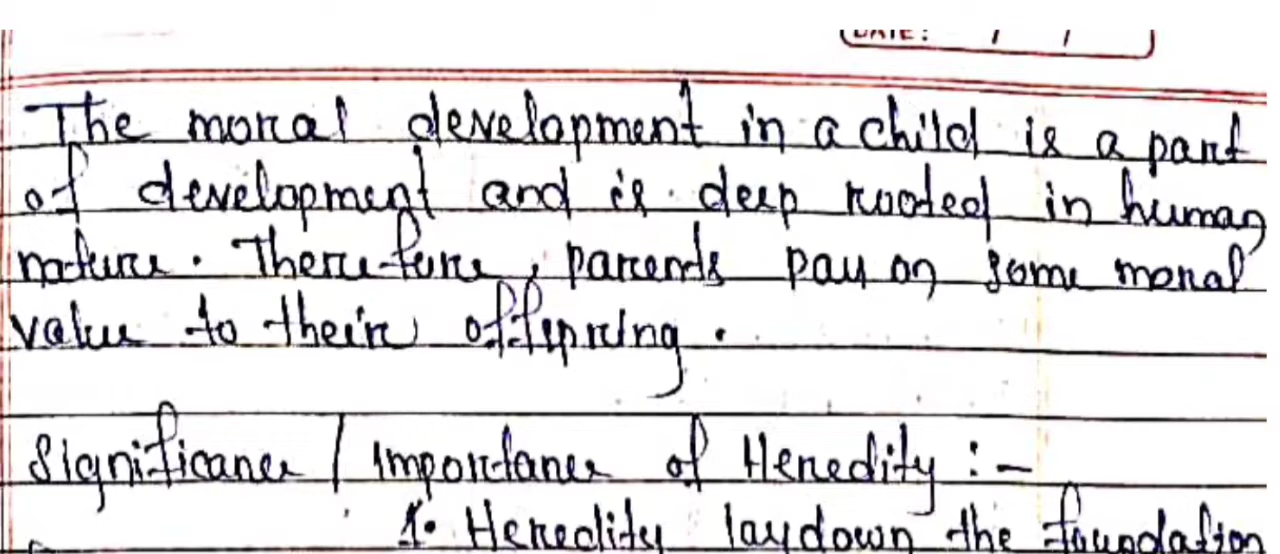 DATE: / /
The moral development in a child is a part
of development and is deep rooted in human
nature. Therefore, parents pay on some moral
value to their offspring.
Significance / Importance of Heredity :-
1. Heredity laydown the foundation